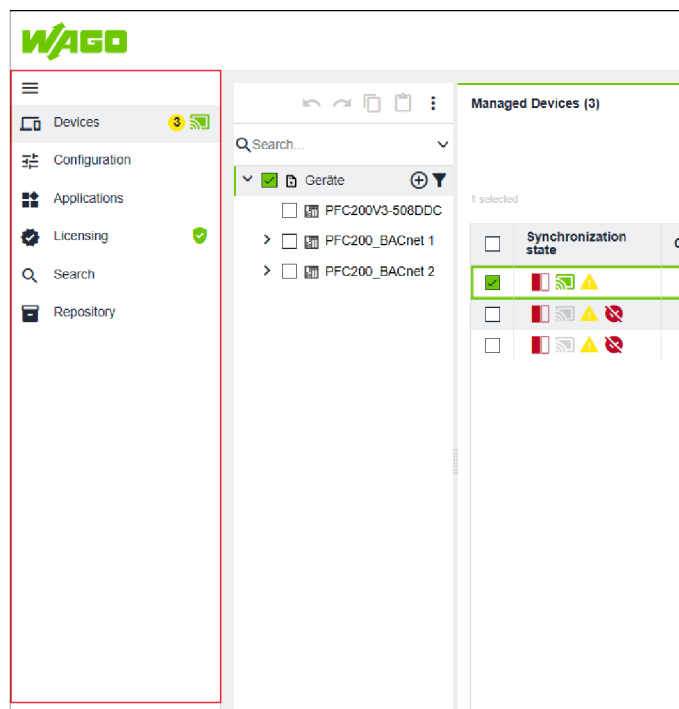 WAGO
Devices 3
Configuration
Applications
Licensing
Search
Repository
Search...
Geräte
PFC200V3-508DDC
PFC200_BACnet 1
PFC200_BACnet 2
Managed Devices (3)
1 selected
Synchronization
state